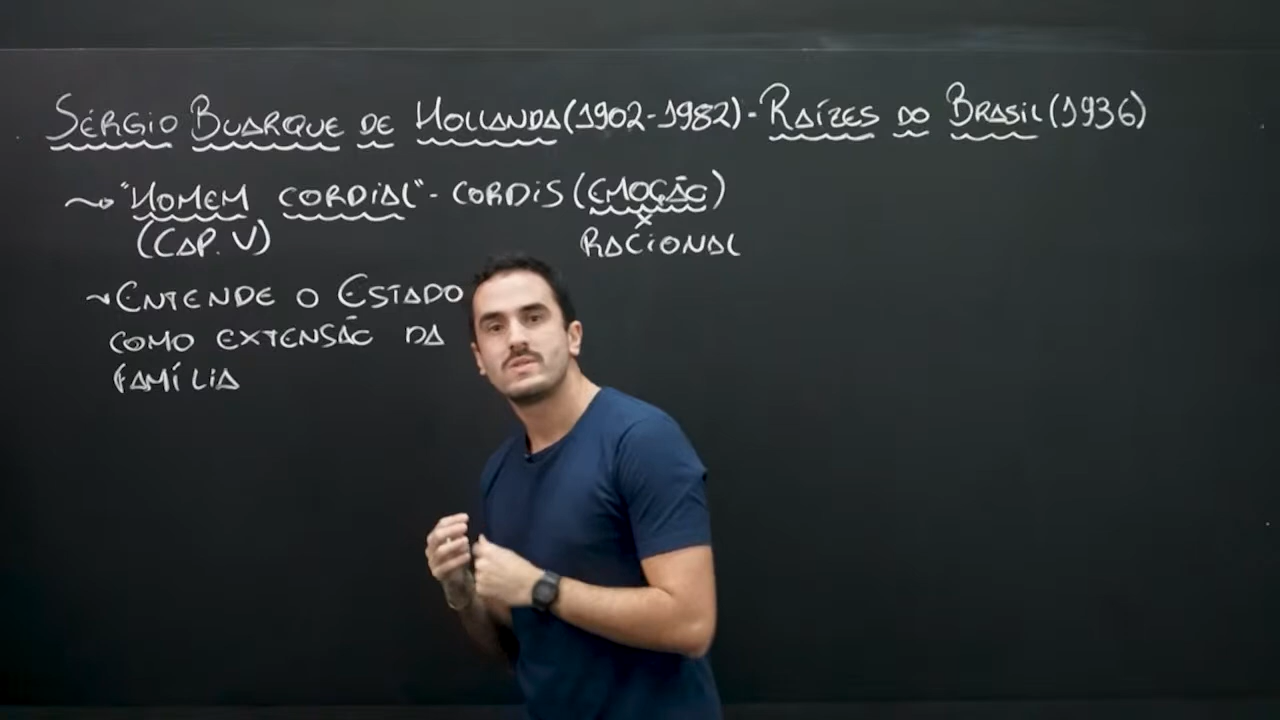 SÉRGIO BUARQUE DE HOLLANDA (1902-1982) - RAÍZES DO BRASIL (1936)
~> "HOMEM CORDIAL" - CORDIS (EMOÇÃO)
X
(CAP. V) RACIONAL
~ ENTENDE O ESTADO
COMO EXTENSÃO DA
FAMÍLIA